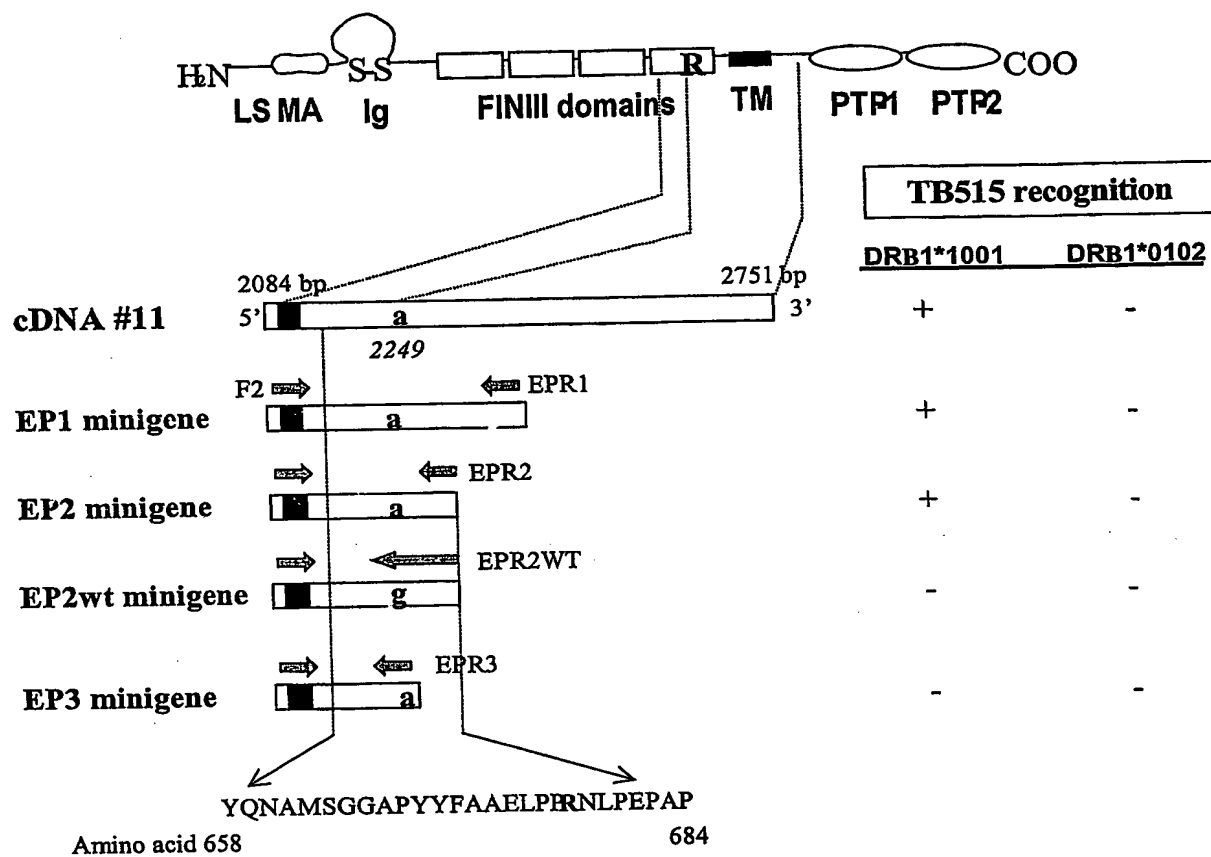 H2N
S-S
R
COO
LS MA Ig FINIII domains TM PTP1 PTP2
TB515 recognition
DRB1*1001 DRB1*0102
2084 bp 2751 bp
cDNA #11 5' a 3' + -
2249
F2 EPR1
EP1 minigene a + -
EPR2
EP2 minigene a + -
EPR2WT
EP2wt minigene g - -
EPR3
EP3 minigene a - -
Amino acid 658 684